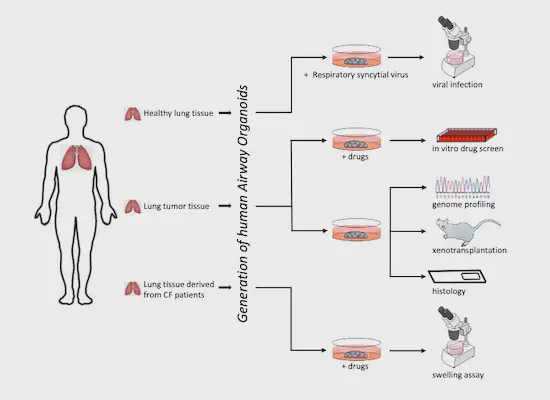 Healthy lung tissue
Lung tumor tissue
Lung tissue derived
from CF patients
Generation of human Airway Organoids
+ Respiratory syncytial virus
viral infection
+ drugs
in vitro drug screen
genome profiling
xenotransplantation
histology
+ drugs
swelling assay